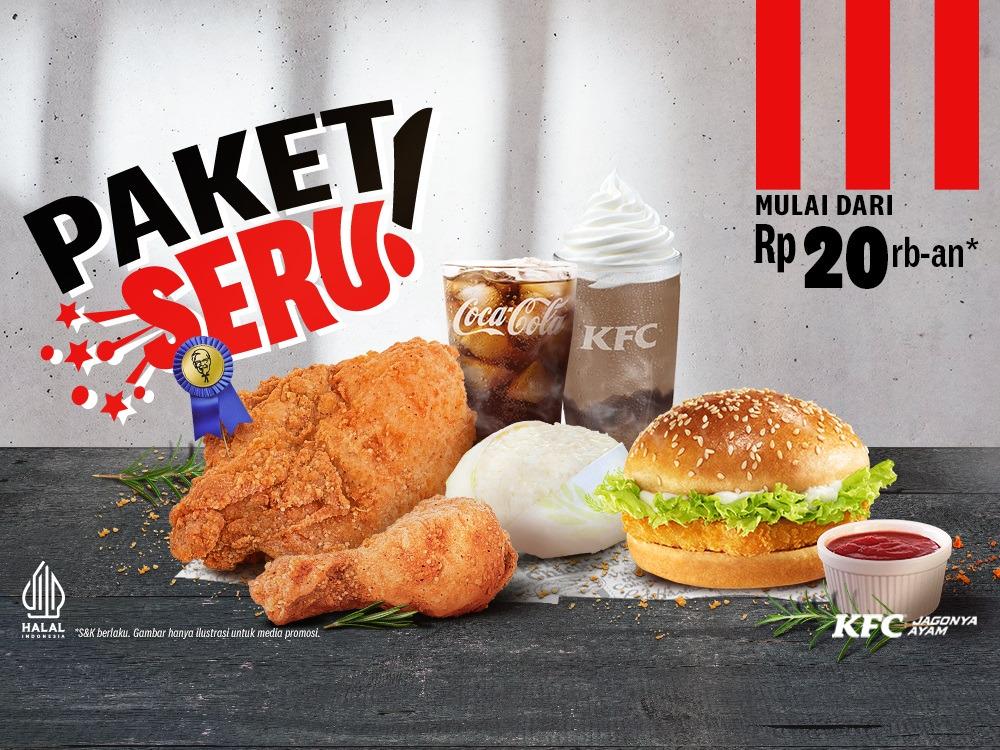 PAKET
SERU!
MULAI DARI
Rp 20rb-an*
Coca-Cola
KFC
HALAL
INDONESIA
*S&K berlaku. Gambar hanya ilustrasi untuk media promosi.
KFC JAGONYA
AYAM